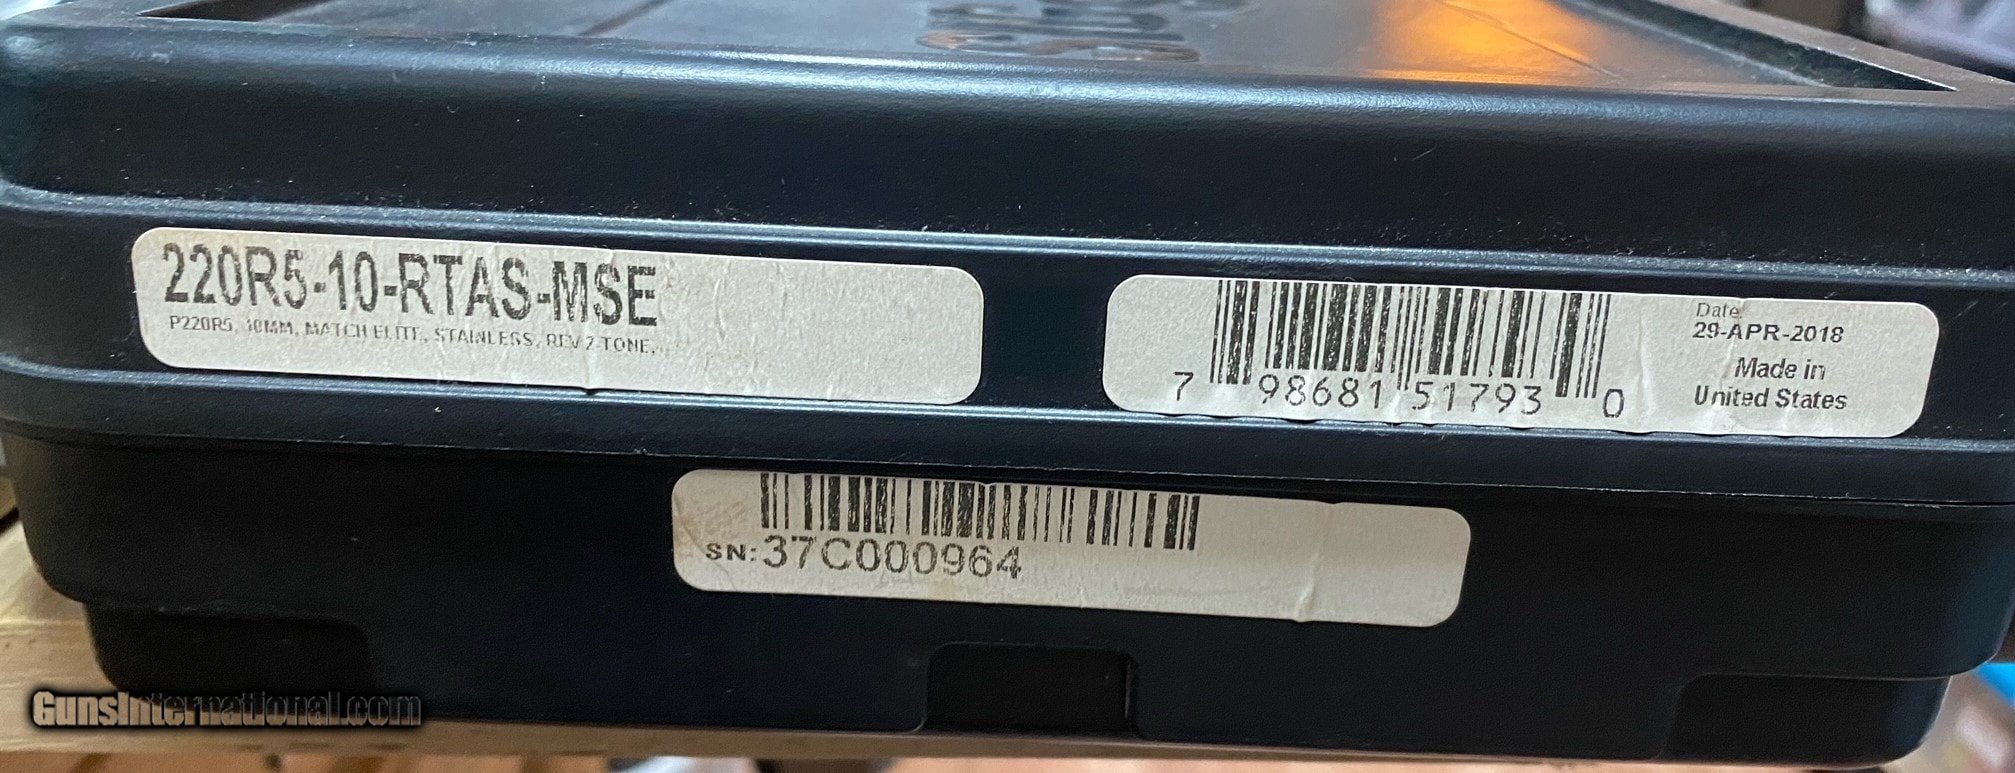 220R5-10-RTAS-MSE
P220R5, 10MM, MATCH ELITE, STAINLESS, REV 2-TONE,
7 98681 51793 0
Date:
29-APR-2018
Made in
United States
SN: 37C000964
GunsInternational.com